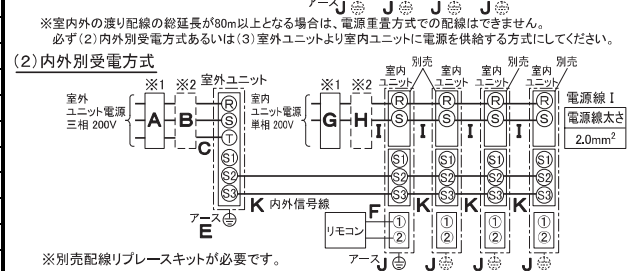 アース J J J J
※室内外の渡り配線の総延長が80m以上となる場合は、電源重畳方式での配線はできません。
必ず(2)内外別受電方式あるいは(3)室外ユニットより室内ユニットに電源を供給する方式にしてください。
(2)内外別受電方式
※1 ※2 室外ユニット
室外
ユニット電源
三相 200V
A B
R
S
T
C
S1
S2
S3
アース
E
※1 ※2
室内
ユニット電源
単相 200V
G H
室内
ユニット
別売
室内
ユニット
室内
ユニット
別売
室内
ユニット
別売
R R R R
S S S S
I I I I
S1 S1 S1 S1
S2 S2 S2 S2
S3 S3 S3 S3
K 内外信号線
K K K
F
リモコン
① ① ① ①
② ② ② ②
アース J J J J
電源線 I
電源線太さ
2.0mm²
※別売配線リプレースキットが必要です。